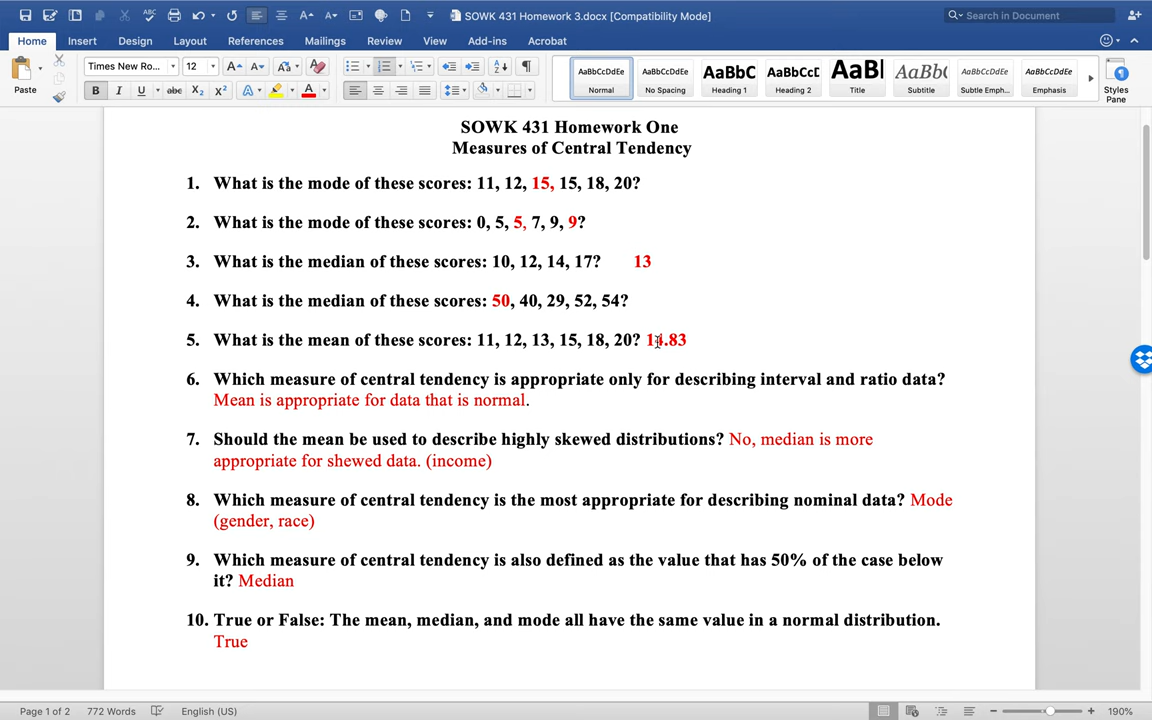 SOWK 431 Homework 3.docx [Compatibility Mode]
Search in Document
Home Insert Design Layout References Mailings Review View Add-ins Acrobat
Paste
Times New Ro... 12
AaBbCcDdEe AaBbCcDdEe AaBbC AaBbCcD AaBb AaBbC AaBbCcDdEe AaBbCcDdEe
Normal No Spacing Heading 1 Heading 2 Title Subtitle Subtle Emph... Emphasis
Styles
Pane
SOWK 431 Homework One
Measures of Central Tendency
1. What is the mode of these scores: 11, 12, 15, 15, 18, 20?
2. What is the mode of these scores: 0, 5, 5, 7, 9, 9?
3. What is the median of these scores: 10, 12, 14, 17? 13
4. What is the median of these scores: 50, 40, 29, 52, 54?
5. What is the mean of these scores: 11, 12, 13, 15, 18, 20? 14.83
6. Which measure of central tendency is appropriate only for describing interval and ratio data?
Mean is appropriate for data that is normal.
7. Should the mean be used to describe highly skewed distributions? No, median is more
appropriate for shewed data. (income)
8. Which measure of central tendency is the most appropriate for describing nominal data? Mode
(gender, race)
9. Which measure of central tendency is also defined as the value that has 50% of the case below
it? Median
10. True or False: The mean, median, and mode all have the same value in a normal distribution.
True
Page 1 of 2 772 Words English (US) 190%